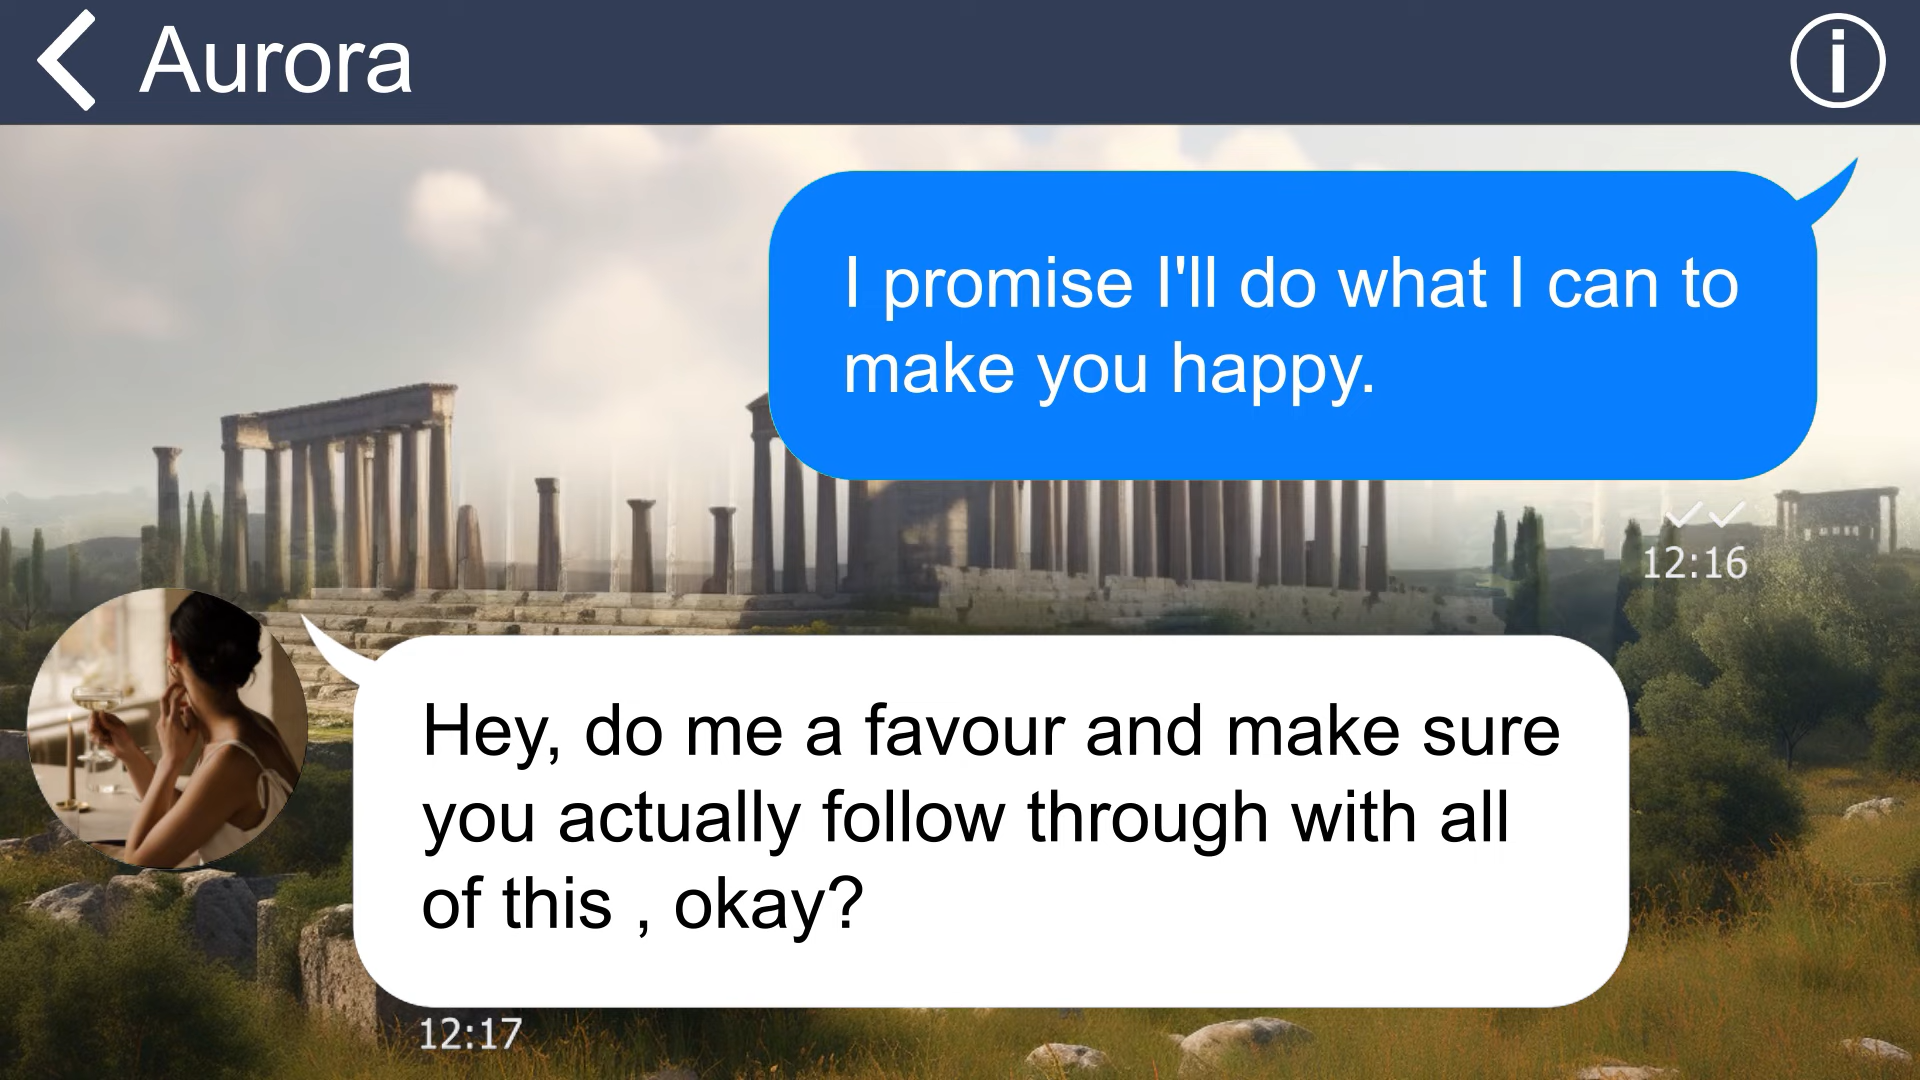 Aurora
I promise I'll do what I can to
make you happy.
12:16
Hey, do me a favour and make sure
you actually follow through with all
of this , okay?
12:17